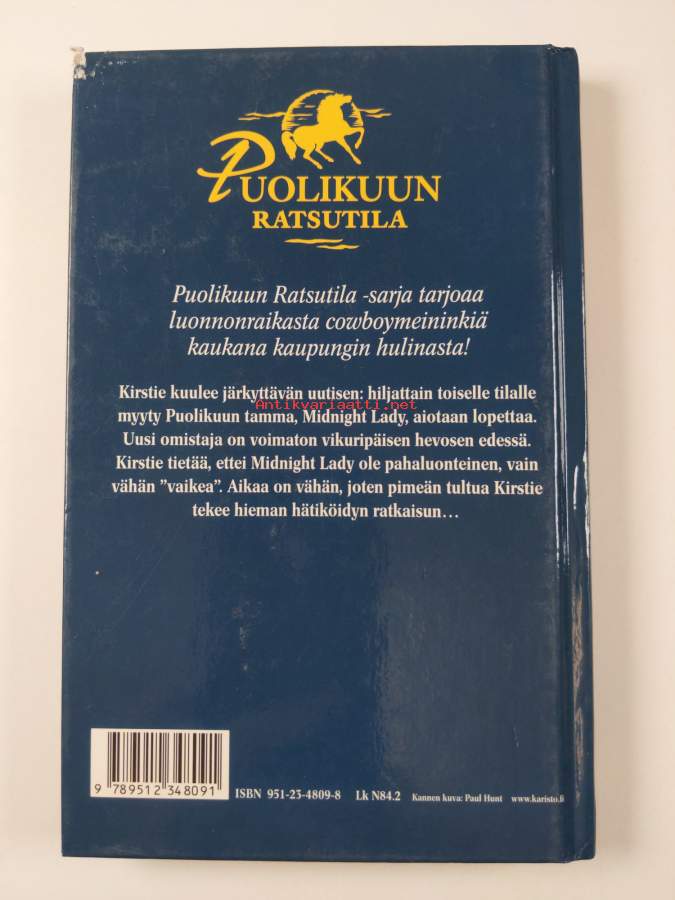 PUOLIKUUN
RATSUTILA
Puolikuun Ratsutila -sarja tarjoaa
luonnonraikasta cowboymeininkiä
kaukana kaupungin hulinasta!
Kirstie kuulee järkyttävän uutisen: hiljattain toiselle tilalle
Antikvariaatti.net
myyty Puolikuun tamma, Midnight Lady, aiotaan lopettaa.
Uusi omistaja on voimaton vikuripäisen hevosen edessä.
Kirstie tietää, ettei Midnight Lady ole pahaluonteinen, vain
vähän ”vaikea”. Aikaa on vähän, joten pimeän tultua Kirstie
tekee hieman hätiköidyn ratkaisun…
9 789512 348091
ISBN 951-23-4809-8 Lk N84.2 Kannen kuva: Paul Hunt www.karisto.fi